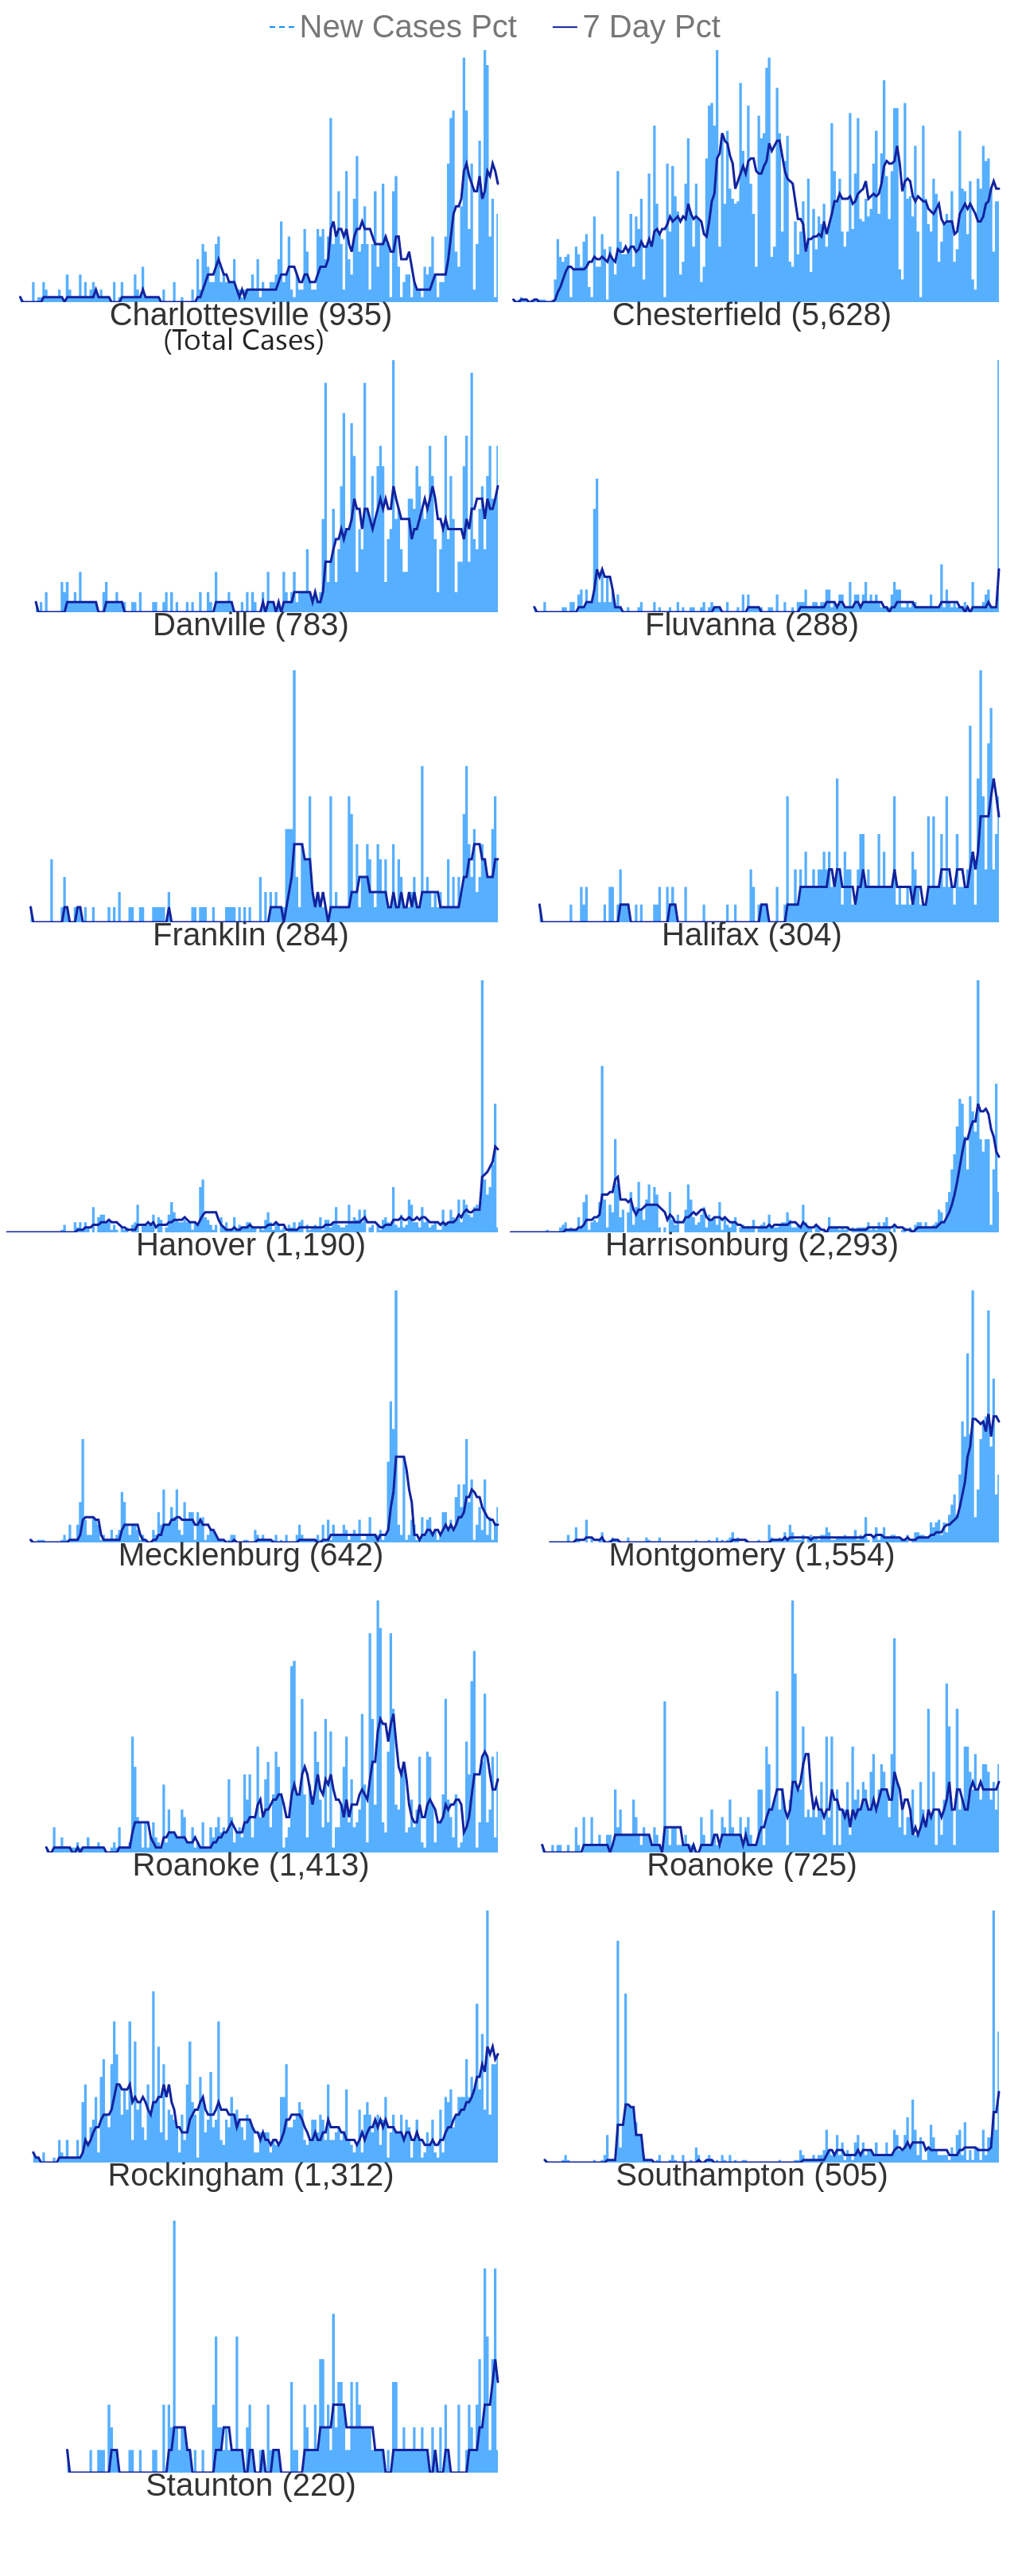 New Cases Pct 7 Day Pct
Charlottesville (935) Chesterfield (5,628)
(Total Cases)
Danville (783) Fluvanna (288)
Franklin (284) Halifax (304)
Hanover (1,190) Harrisonburg (2,293)
Mecklenburg (642) Montgomery (1,554)
Roanoke (1,413) Roanoke (725)
Rockingham (1,312) Southampton (505)
Staunton (220)